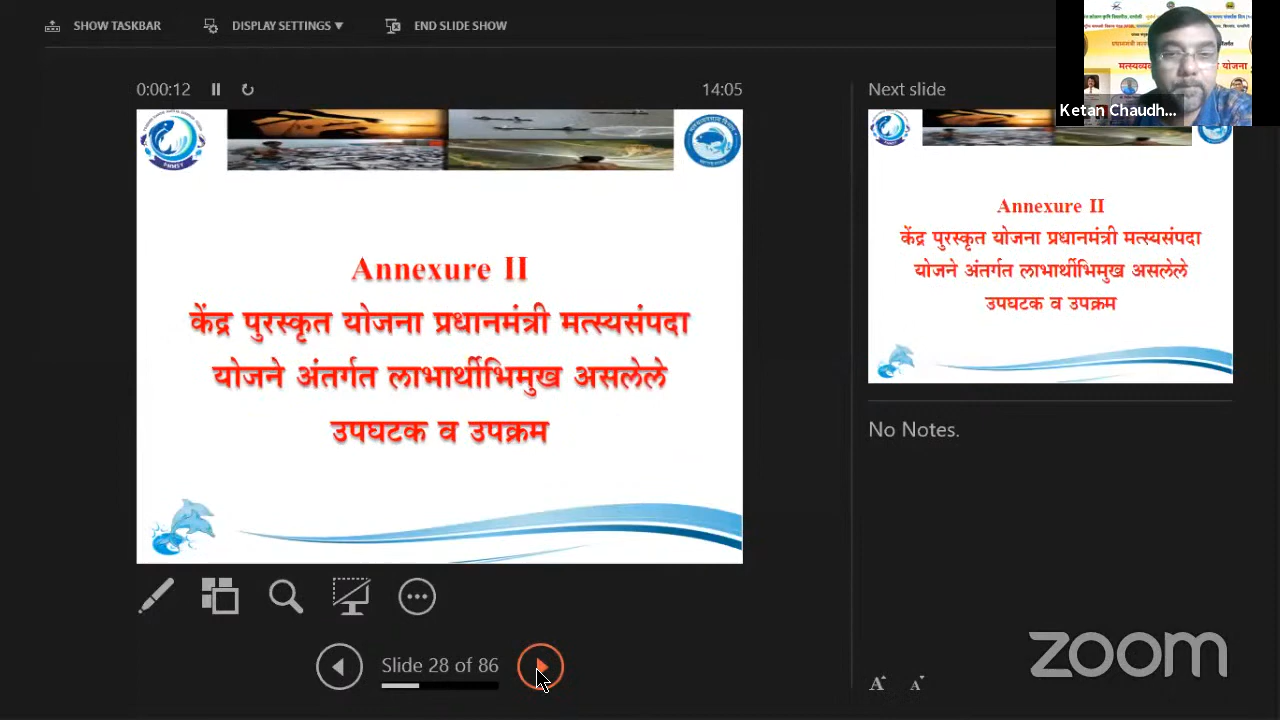 SHOW TASKBAR
DISPLAY SETTINGS ▼
END SLIDE SHOW
0:00:12
14:05
Annexure II
केंद्र पुरस्कृत योजना प्रधानमंत्री मत्स्यसंपदा
योजने अंतर्गत लाभार्थीभिमुख असलेले
उपघटक व उपक्रम
Slide 28 of 86
Next slide
Annexure II
केंद्र पुरस्कृत योजना प्रधानमंत्री मत्स्यसंपदा
योजने अंतर्गत लाभार्थीभिमुख असलेले
उपघटक व उपक्रम
No Notes.
A A
Ketan Chaudh...
zoom